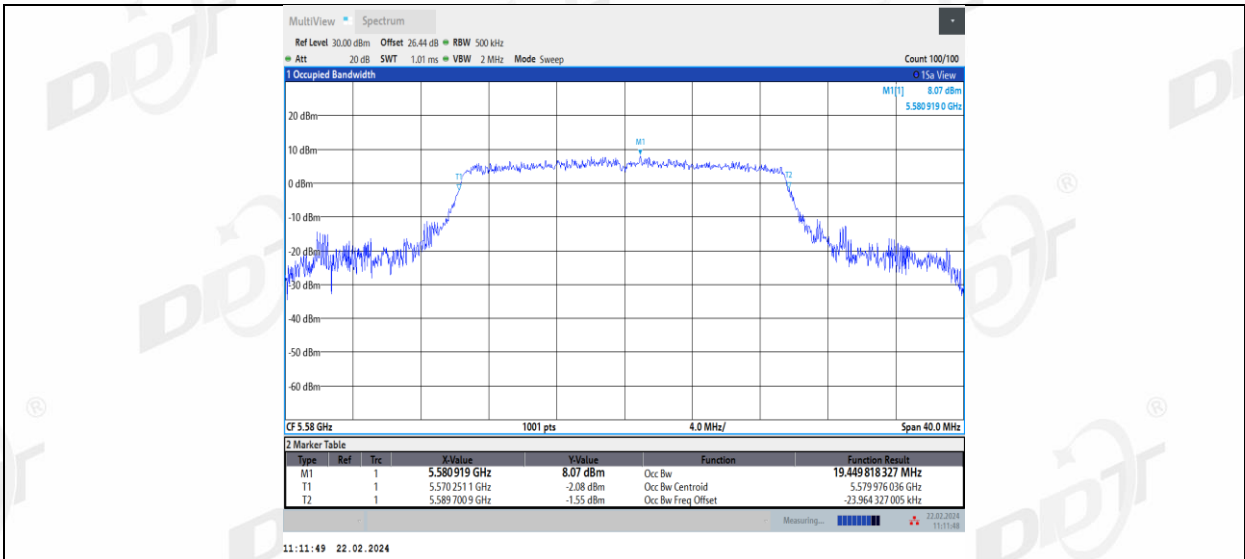 MultiView Spectrum
Ref Level 30.00 dBm Offset 26.44 dB RBW 500 kHz
Att 20 dB SWT 1.01 ms VBW 2 MHz Mode Sweep Count 100/100
1 Occupied Bandwidth 1Sa View
M1[1] 8.07 dBm
5.580 919 0 GHz
20 dBm
M1
10 dBm
T1 T2
0 dBm
-10 dBm
-20 dBm
-30 dBm
-40 dBm
-50 dBm
-60 dBm
CF 5.58 GHz 1001 pts 4.0 MHz/ Span 40.0 MHz
2 Marker Table
Type Ref Trc X-Value Y-Value Function Function Result
M1 1 5.580 919 GHz 8.07 dBm Occ Bw 19.449 818 327 MHz
T1 1 5.570 251 1 GHz -2.08 dBm Occ Bw Centroid 5.579 976 036 GHz
T2 1 5.589 700 9 GHz -1.55 dBm Occ Bw Freq Offset -23.964 327 005 kHz
Measuring... 22.02.2024
11:11:48
11:11:49 22.02.2024